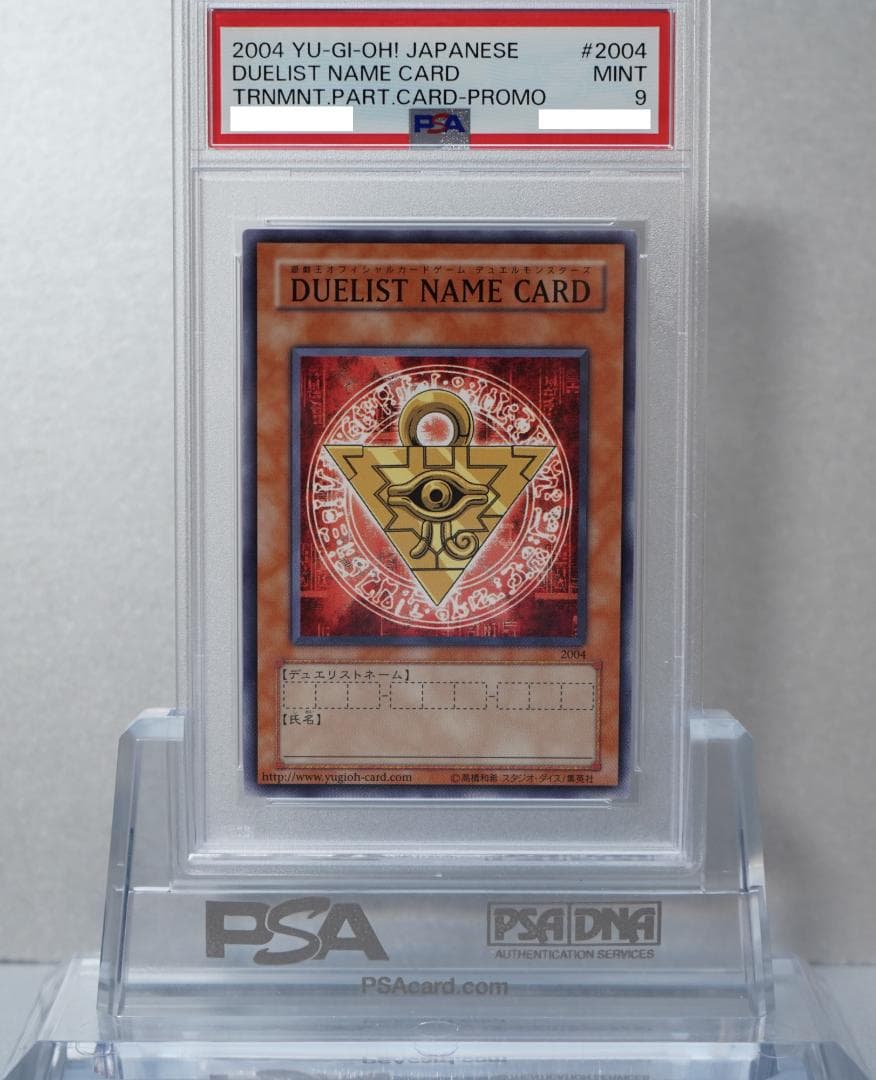 2004 YU-GI-OH! JAPANESE #2004
DUELIST NAME CARD MINT
TRNMNT.PART.CARD-PROMO 9
PSA
遊戯王オフィシャルカードゲーム デュエルモンスターズ
DUELIST NAME CARD
2004
【デュエリストネーム】
【氏名】
http://www.yugioh-card.com ©高橋和希 スタジオ・ダイス/集英社
PSA PSA DNA
AUTHENTICATION SERVICES
PSAcard.com